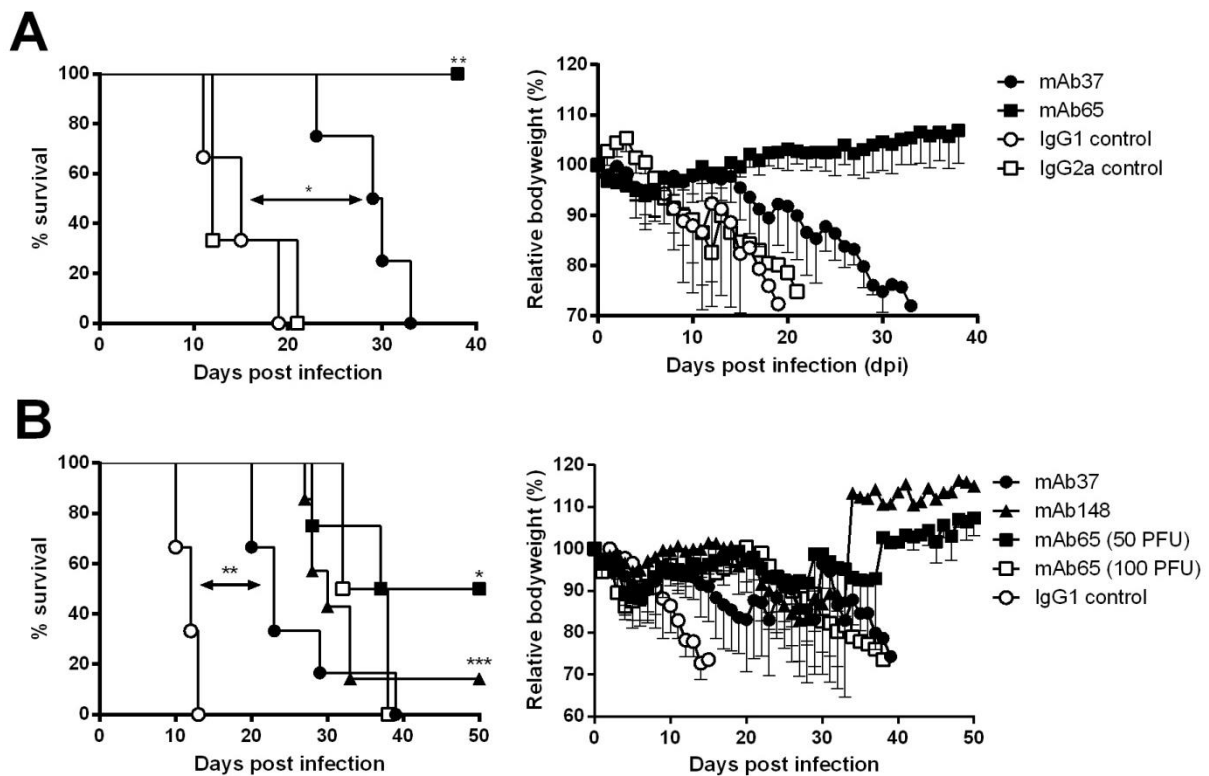 A
% survival
100
80
60
40
20
0
0 10 20 30 40
Days post infection
**
*
Relative bodyweight (%)
120
110
100
90
80
70
0 10 20 30 40
Days post infection (dpi)
mAb37
mAb65
IgG1 control
IgG2a control
B
% survival
100
80
60
40
20
0
0 10 20 30 40 50
Days post infection
**
*
***
Relative bodyweight (%)
120
110
100
90
80
70
60
0 10 20 30 40 50
Days post infection
mAb37
mAb148
mAb65 (50 PFU)
mAb65 (100 PFU)
IgG1 control